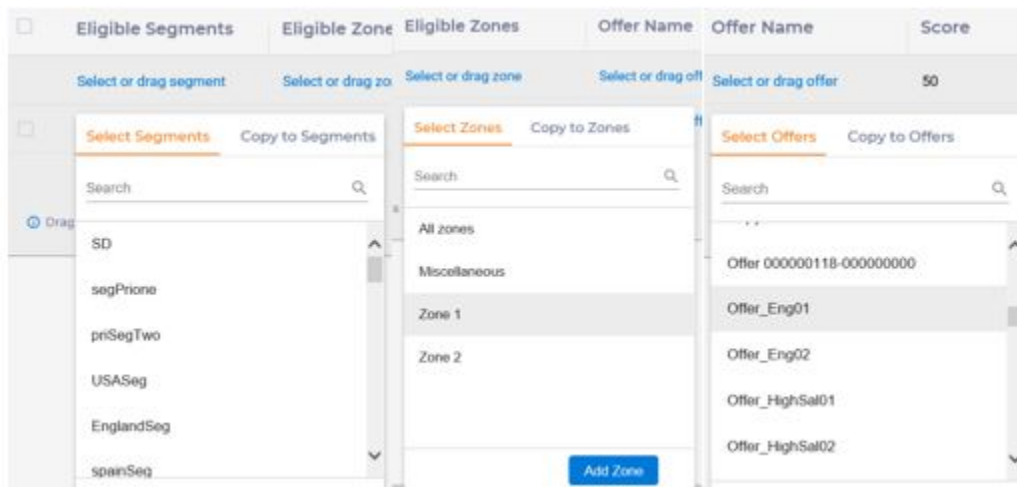 Eligible Segments
Eligible Zone
Select or drag segment
Select or drag zo
Select Segments Copy to Segments
Search
Drag
SD
segPrione
priSegTwo
USASeg
EnglandSeg
spainSeg
Eligible Zones
Offer Name
Select or drag zone
Select or drag off
Select Zones Copy to Zones
Search
All zones
Miscellaneous
Zone 1
Zone 2
Add Zone
Offer Name
Score
Select or drag offer
50
Select Offers Copy to Offers
Search
Offer 000000118-000000000
Offer_Eng01
Offer_Eng02
Offer_HighSal01
Offer_HighSal02